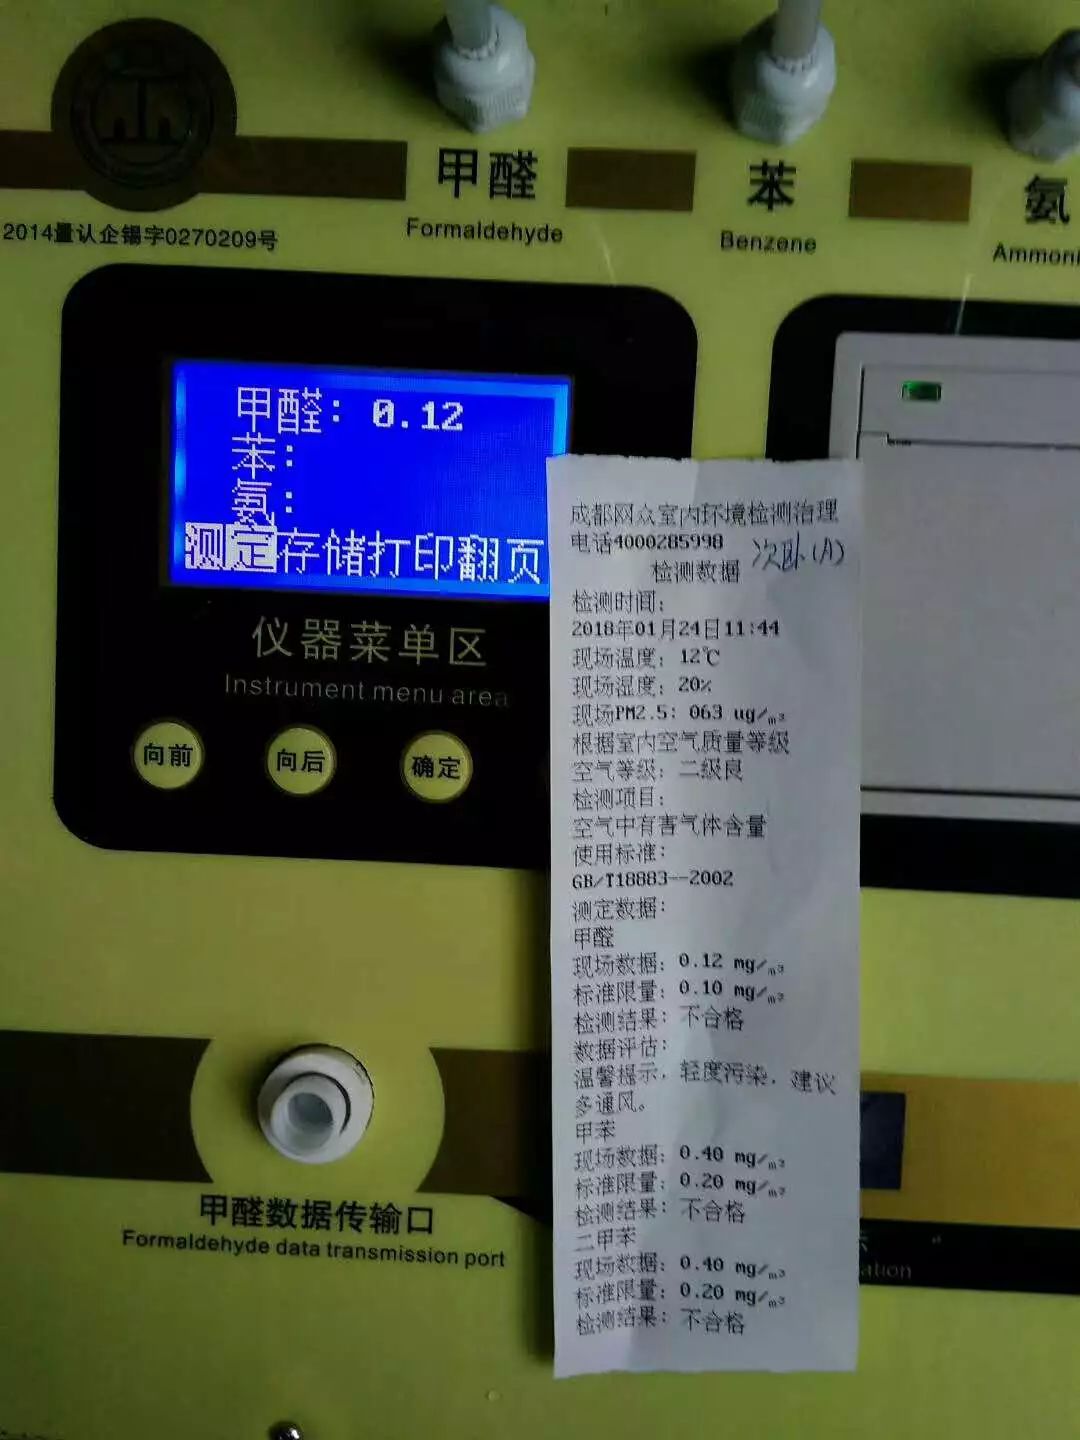 甲醛
Formaldehyde
苯
Benzene
氨
Ammoni
2014量认企锡字0270209号
甲醛：0.12
苯：
氨：
测定存储打印翻页
仪器菜单区
Instrument menu area
向前
向后
确定
成都网众室内环境检测治理
电话4000285998
次卧(A)
检测数据
检测时间：
2018年01月24日11:44
现场温度：12℃
现场湿度：20%
现场PM2.5：063 ug/m3
根据室内空气质量等级
空气等级：二级良
检测项目：
空气中有害气体含量
使用标准：
GB/T18883--2002
测定数据：
甲醛
现场数据：0.12 mg/m3
标准限量：0.10 mg/m3
检测结果：不合格
数据评估：
温馨提示，轻度污染，建议
多通风。
甲苯
现场数据：0.40 mg/m3
标准限量：0.20 mg/m3
检测结果：不合格
二甲苯
现场数据：0.40 mg/m3
标准限量：0.20 mg/m3
检测结果：不合格
甲醛数据传输口
Formaldehyde data transmission port
ation